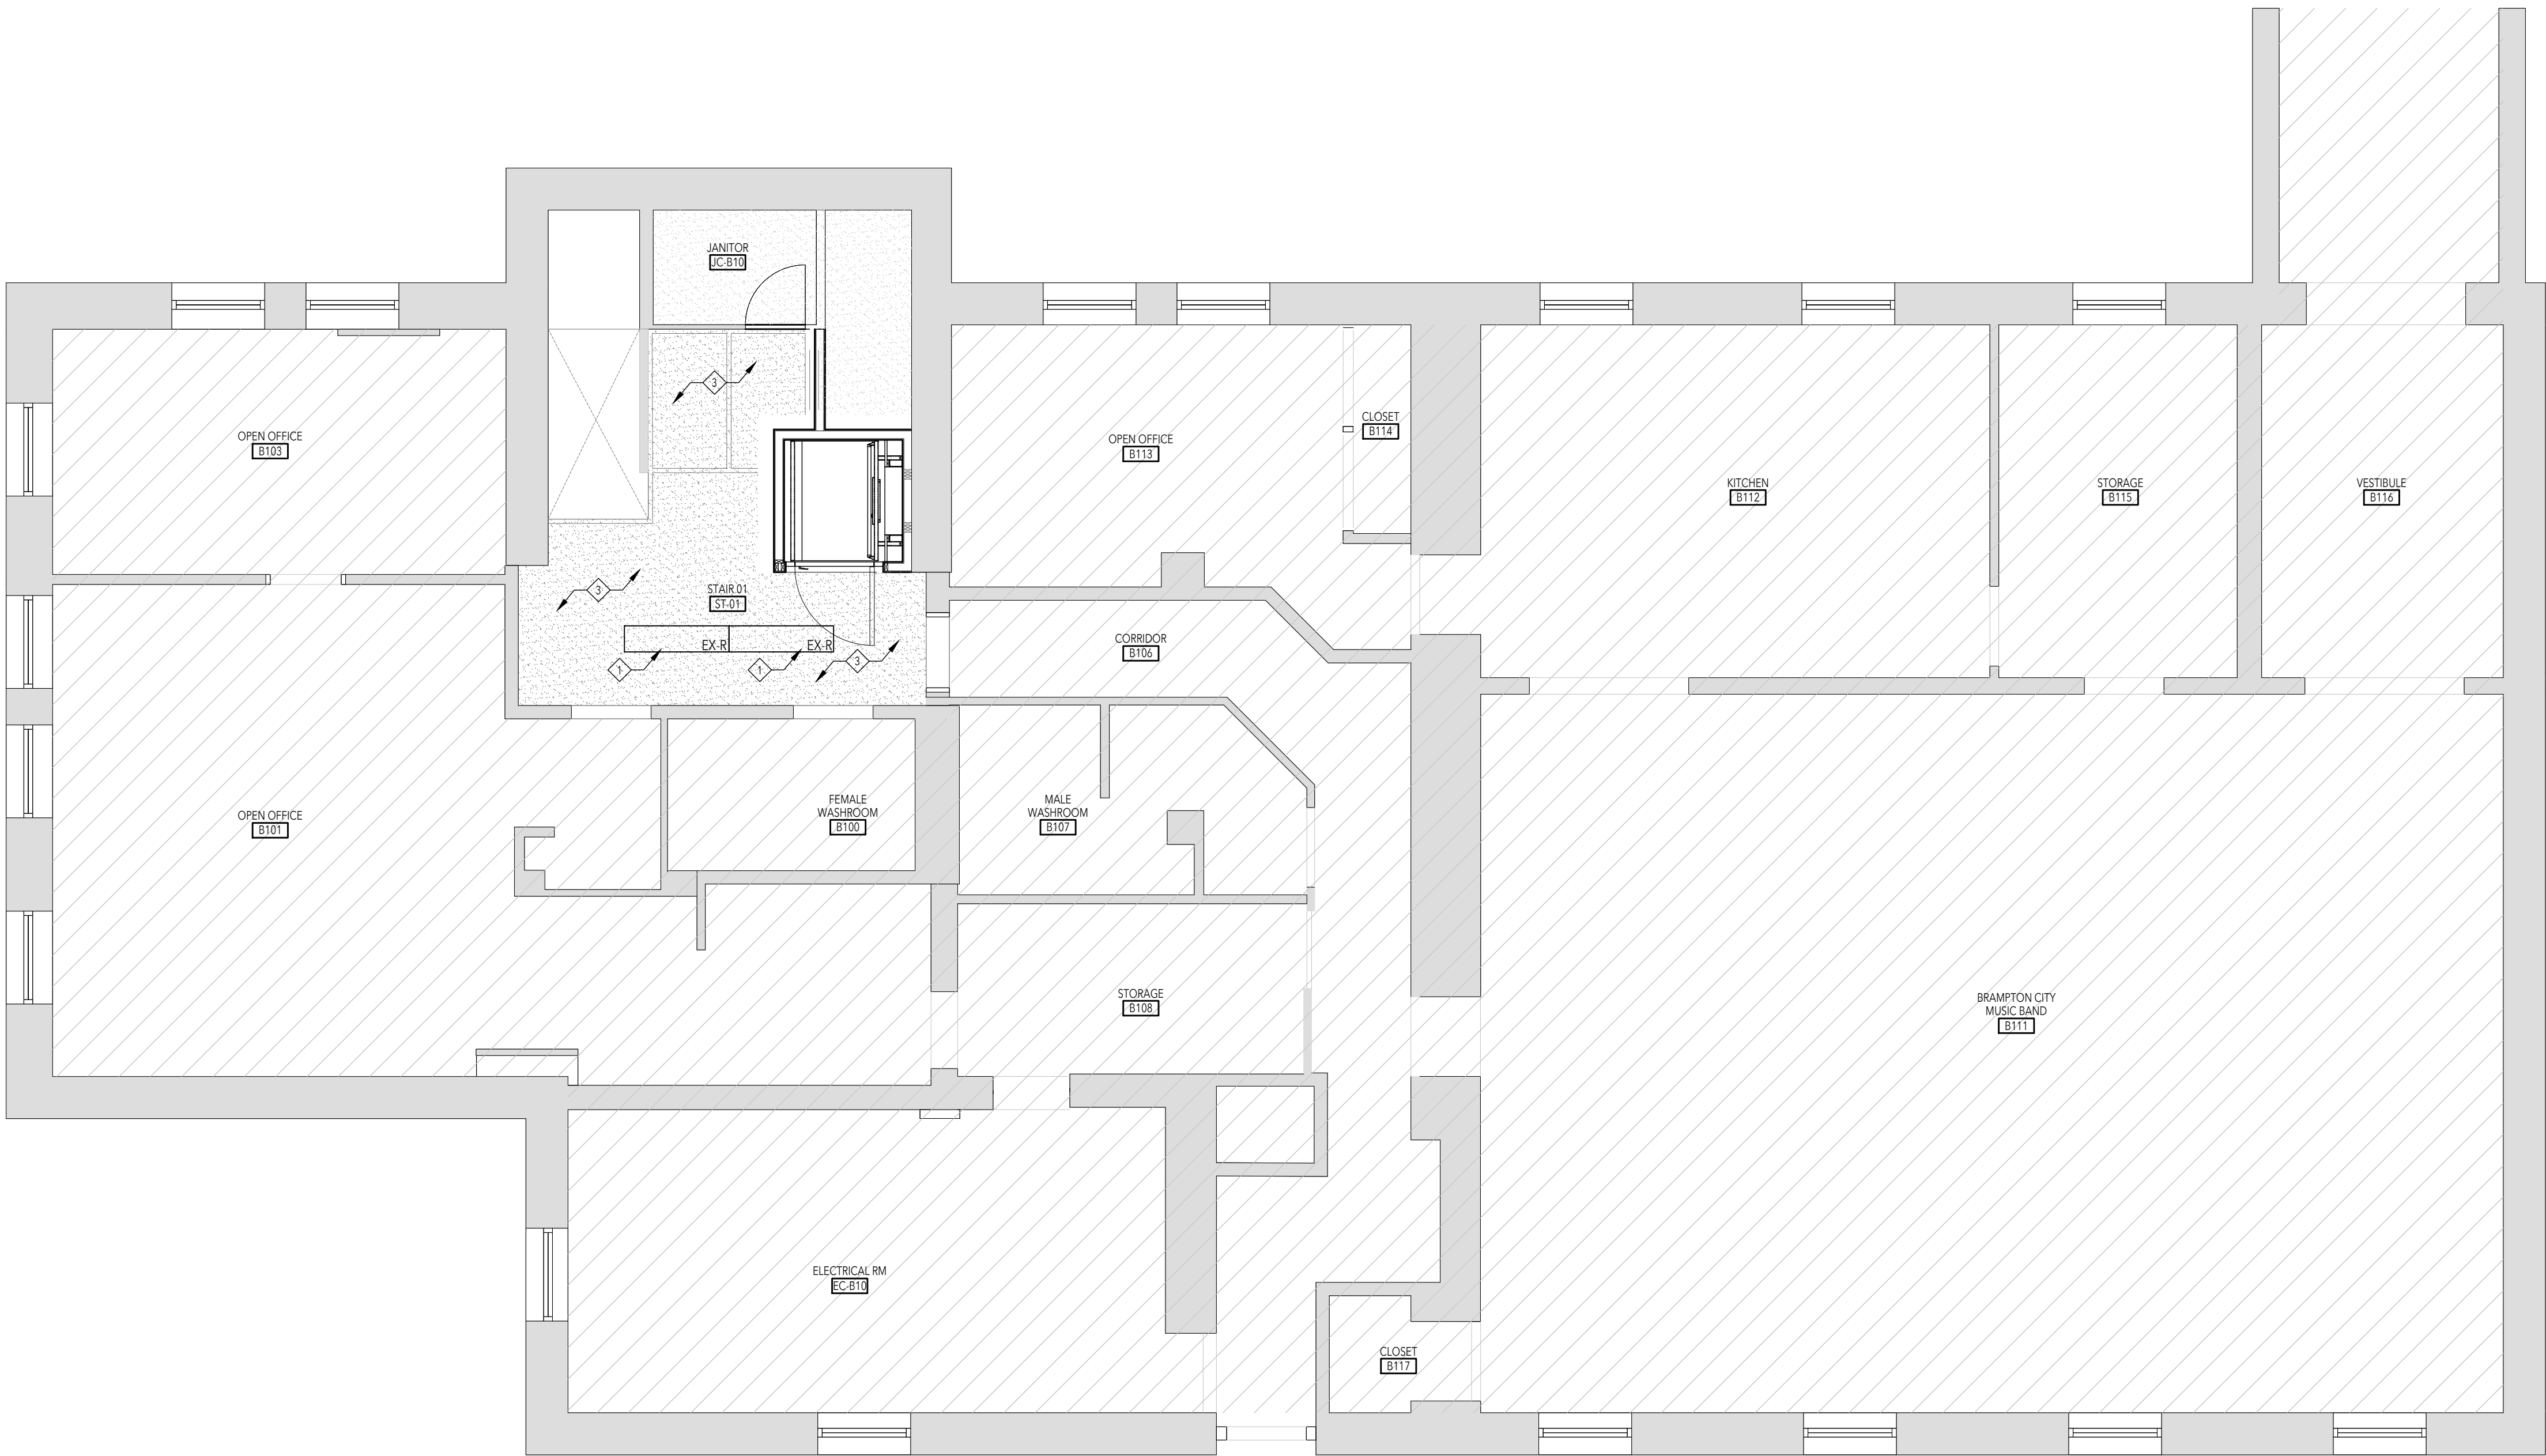 JANITOR
JC-B10
3
OPEN OFFICE
B103
OPEN OFFICE
B113
CLOSET
B114
KITCHEN
B112
STORAGE
B115
VESTIBULE
B116
3
STAIR 01
ST-01
EX-R
EX-R
1
1
3
CORRIDOR
B106
OPEN OFFICE
B101
FEMALE
WASHROOM
B100
MALE
WASHROOM
B107
STORAGE
B108
BRAMPTON CITY
MUSIC BAND
B111
ELECTRICAL RM
EC-B10
CLOSET
B117